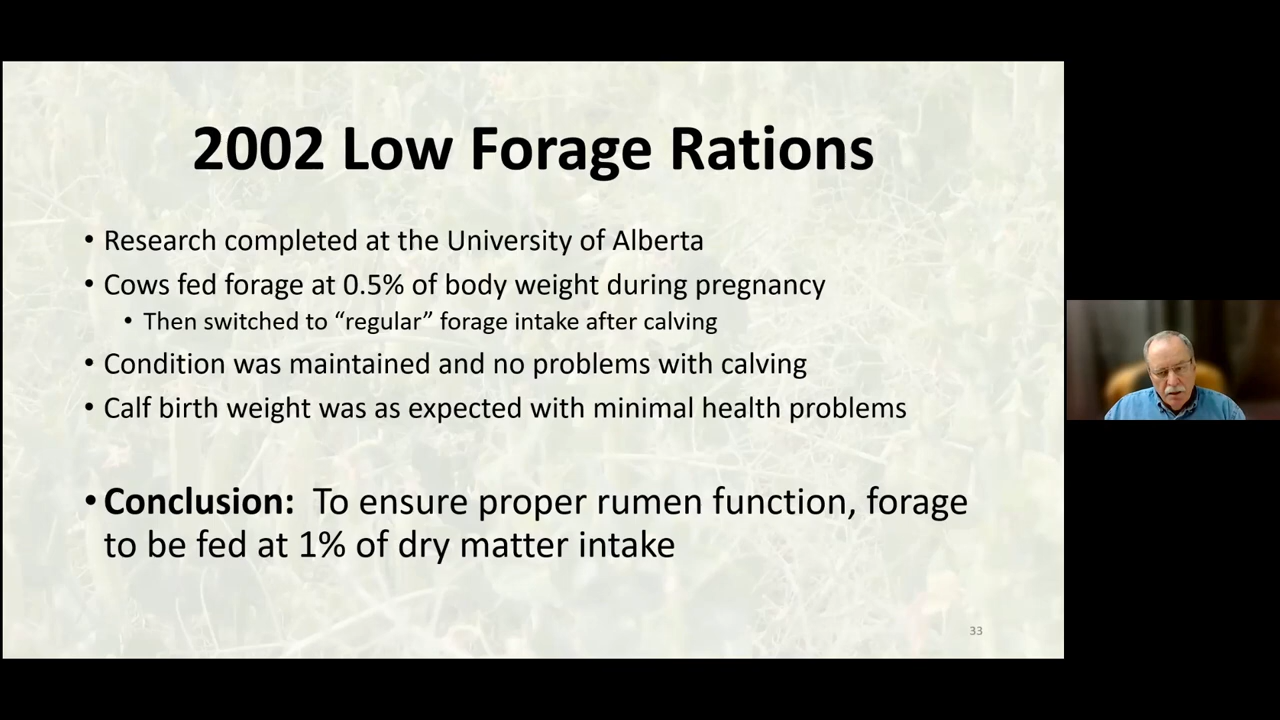 2002 Low Forage Rations
• Research completed at the University of Alberta
• Cows fed forage at 0.5% of body weight during pregnancy
• Then switched to “regular” forage intake after calving
• Condition was maintained and no problems with calving
• Calf birth weight was as expected with minimal health problems
• Conclusion: To ensure proper rumen function, forage
to be fed at 1% of dry matter intake
33